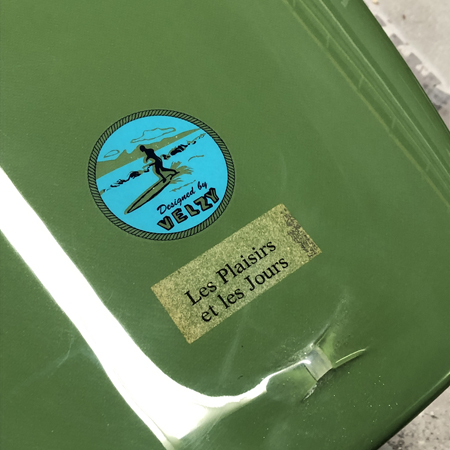 Designed by
VELZY
Les Plaisirs
et les Jours